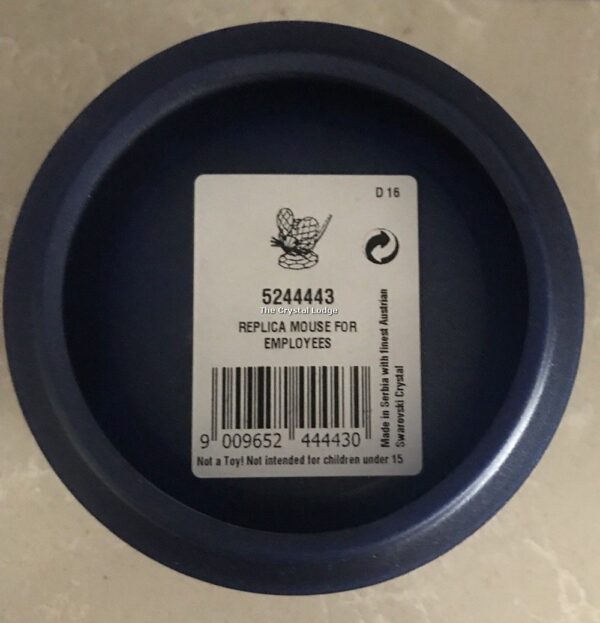 D 16
5244443
The Crystal Lodge
REPLICA MOUSE FOR
EMPLOYEES
9 009652 444430
Not a Toy! Not intended for children under 15
Made in Serbia with finest Austrian
Swarovski Crystal